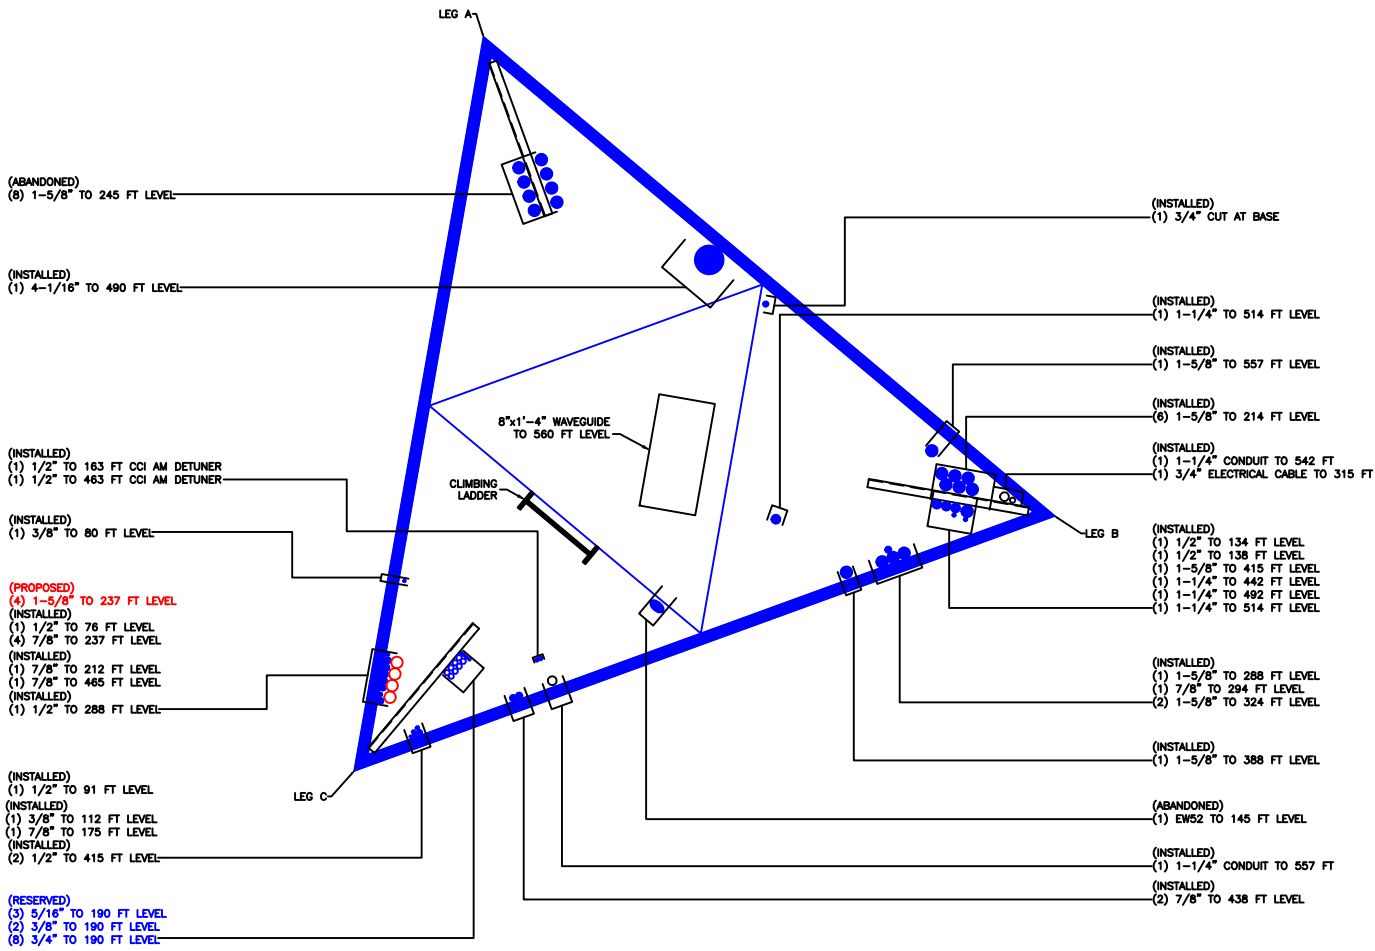 LEG A
(ABANDONED)
(8) 1-5/8" TO 245 FT LEVEL
(INSTALLED)
(1) 4-1/16" TO 490 FT LEVEL
(INSTALLED)
(1) 1/2" TO 163 FT CCI AM DETUNER
(1) 1/2" TO 463 FT CCI AM DETUNER
(INSTALLED)
(1) 3/8" TO 80 FT LEVEL
(PROPOSED)
(4) 1-5/8" TO 237 FT LEVEL
(INSTALLED)
(1) 1/2" TO 76 FT LEVEL
(4) 7/8" TO 237 FT LEVEL
(INSTALLED)
(1) 7/8" TO 212 FT LEVEL
(1) 7/8" TO 465 FT LEVEL
(INSTALLED)
(1) 1/2" TO 288 FT LEVEL
(INSTALLED)
(1) 1/2" TO 91 FT LEVEL
(INSTALLED)
(1) 3/8" TO 112 FT LEVEL
(1) 7/8" TO 175 FT LEVEL
(INSTALLED)
(2) 1/2" TO 415 FT LEVEL
(RESERVED)
(3) 5/16" TO 190 FT LEVEL
(2) 3/8" TO 190 FT LEVEL
(8) 3/4" TO 190 FT LEVEL
8"x1'-4" WAVEGUIDE
TO 560 FT LEVEL
CLIMBING
LADDER
LEG C
LEG B
(INSTALLED)
(1) 3/4" CUT AT BASE
(INSTALLED)
(1) 1-1/4" TO 514 FT LEVEL
(INSTALLED)
(1) 1-5/8" TO 557 FT LEVEL
(INSTALLED)
(6) 1-5/8" TO 214 FT LEVEL
(INSTALLED)
(1) 1-1/4" CONDUIT TO 542 FT
(1) 3/4" ELECTRICAL CABLE TO 315 FT
(INSTALLED)
(1) 1/2" TO 134 FT LEVEL
(1) 1/2" TO 138 FT LEVEL
(1) 1-5/8" TO 415 FT LEVEL
(1) 1-1/4" TO 442 FT LEVEL
(1) 1-1/4" TO 492 FT LEVEL
(1) 1-1/4" TO 514 FT LEVEL
(INSTALLED)
(1) 1-5/8" TO 288 FT LEVEL
(1) 7/8" TO 294 FT LEVEL
(2) 1-5/8" TO 324 FT LEVEL
(INSTALLED)
(1) 1-5/8" TO 388 FT LEVEL
(ABANDONED)
(1) EW52 TO 145 FT LEVEL
(INSTALLED)
(1) 1-1/4" CONDUIT TO 557 FT
(INSTALLED)
(2) 7/8" TO 438 FT LEVEL